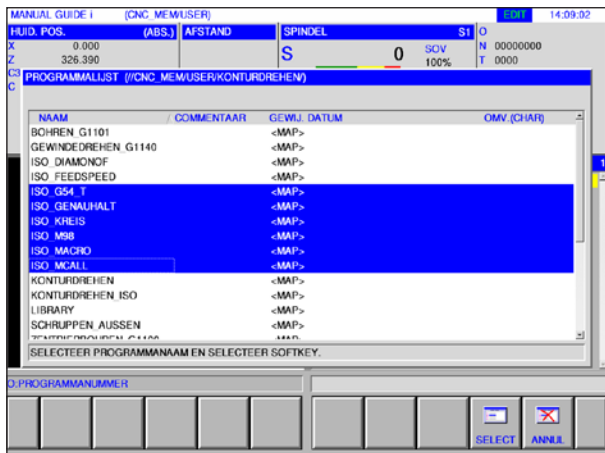 MANUAL GUIDE i (CNC_MEM/USER) EDIT 14:09:02
HUID. POS. (ABS.) AFSTAND SPINDEL S1 O
X 0.000 N 00000000
Z 326.390 S 0 SOV 100% T 0000
C3
C
PROGRAMMALIJST (//CNC_MEM/USER/KONTURDREHEN/)
NAAM / COMMENTAAR GEWIJ. DATUM OMV.(CHAR)
BOHREN_G1101 <MAP>
GEWINDEDREHEN_G1140 <MAP>
ISO_DIAMONOF <MAP>
ISO_FEEDSPEED <MAP>
ISO_G54_T <MAP>
ISO_GENAUHALT <MAP>
ISO_KREIS <MAP>
ISO_M98 <MAP>
ISO_MACRO <MAP>
ISO_MCALL <MAP>
KONTURDREHEN <MAP>
KONTURDREHEN_ISO <MAP>
LIBRARY <MAP>
SCHRUPPEN_AUSSEN <MAP>
SELECTEER PROGRAMMANAAM EN SELECTEER SOFTKEY.
O:PROGRAMMANUMMER
SELECT ANNUL